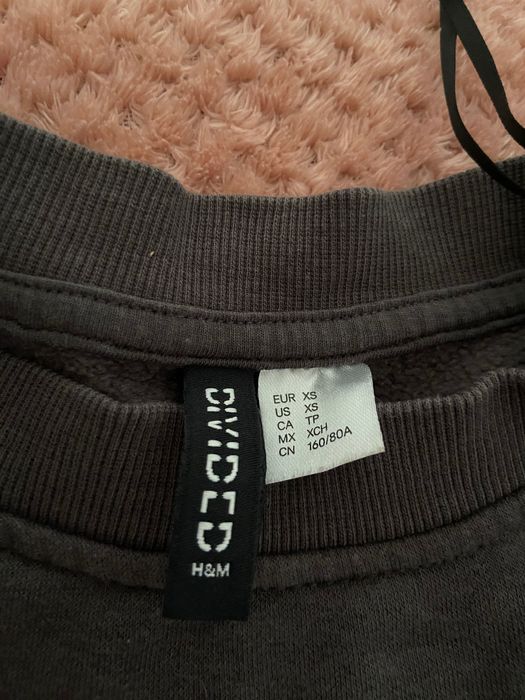 DIVIDED
H&M
EUR XS
US XS
CA TP
MX XCH
CN 160/80A